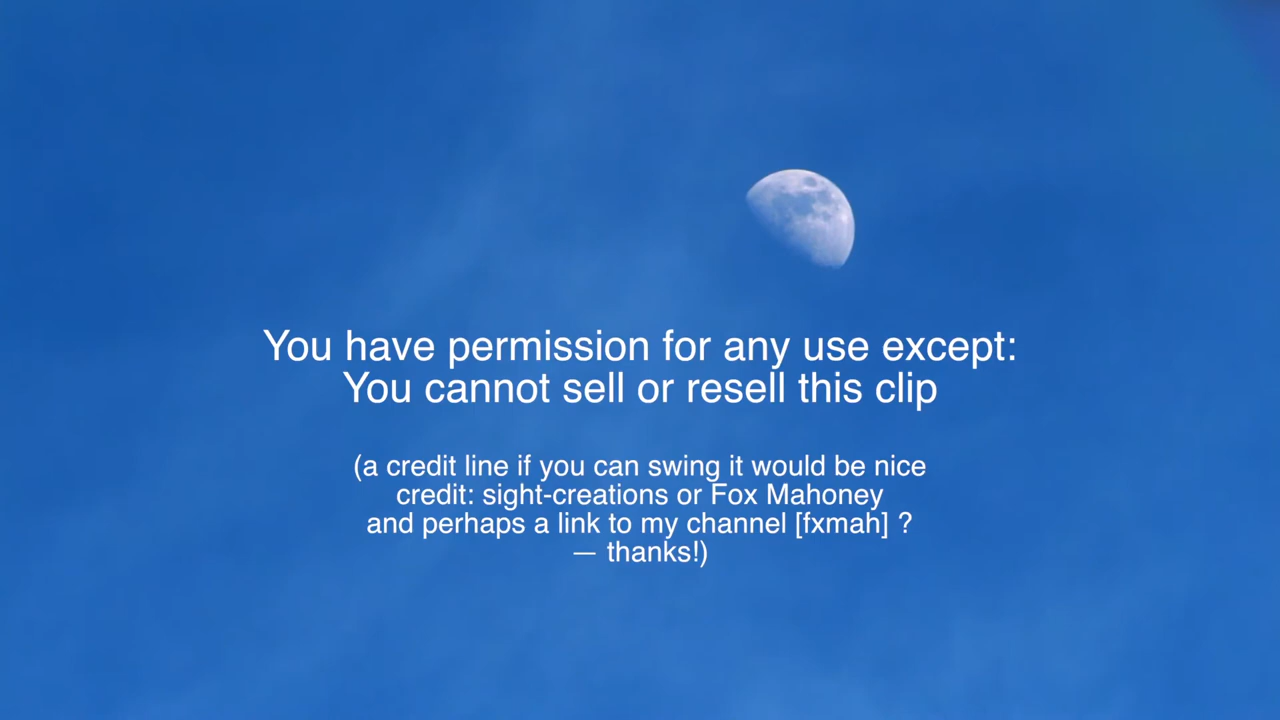 You have permission for any use except:
You cannot sell or resell this clip
(a credit line if you can swing it would be nice
credit: sight-creations or Fox Mahoney
and perhaps a link to my channel [fxmah] ?
— thanks!)